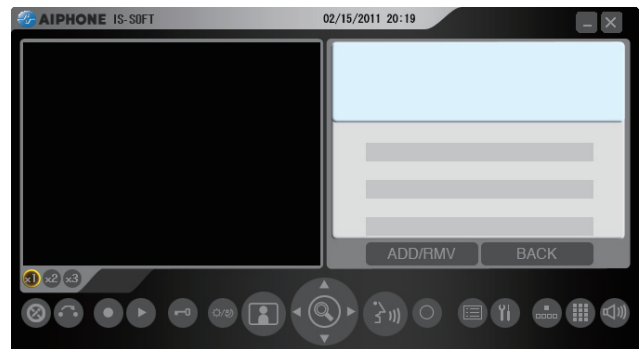 AIPHONE IS-SOFT
02/15/2011 20:19
ADD/RMV
BACK
x1 x2 x3